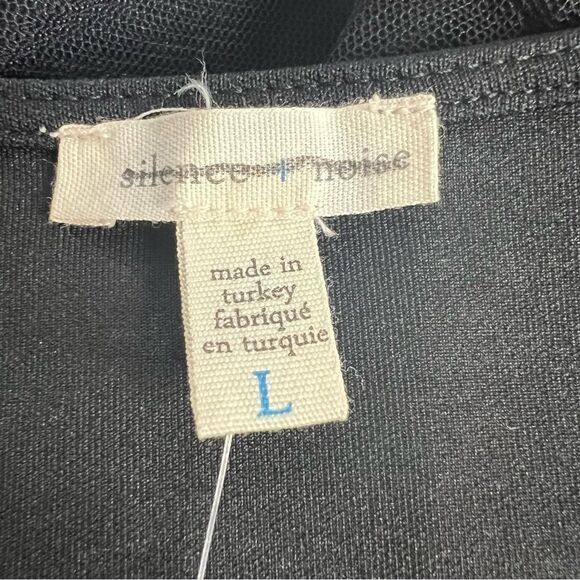 silence + noise
made in
turkey
fabriqué
en turquie
L